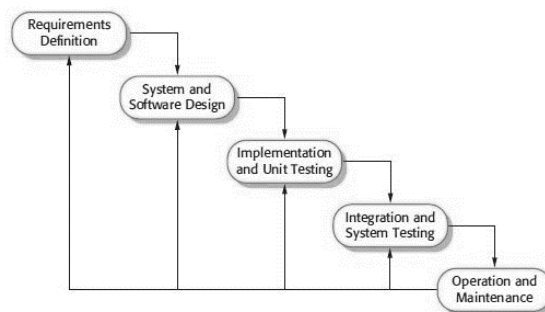 Requirements
Definition
System and
Software Design
Implementation
and Unit Testing
Integration and
System Testing
Operation and
Maintenance